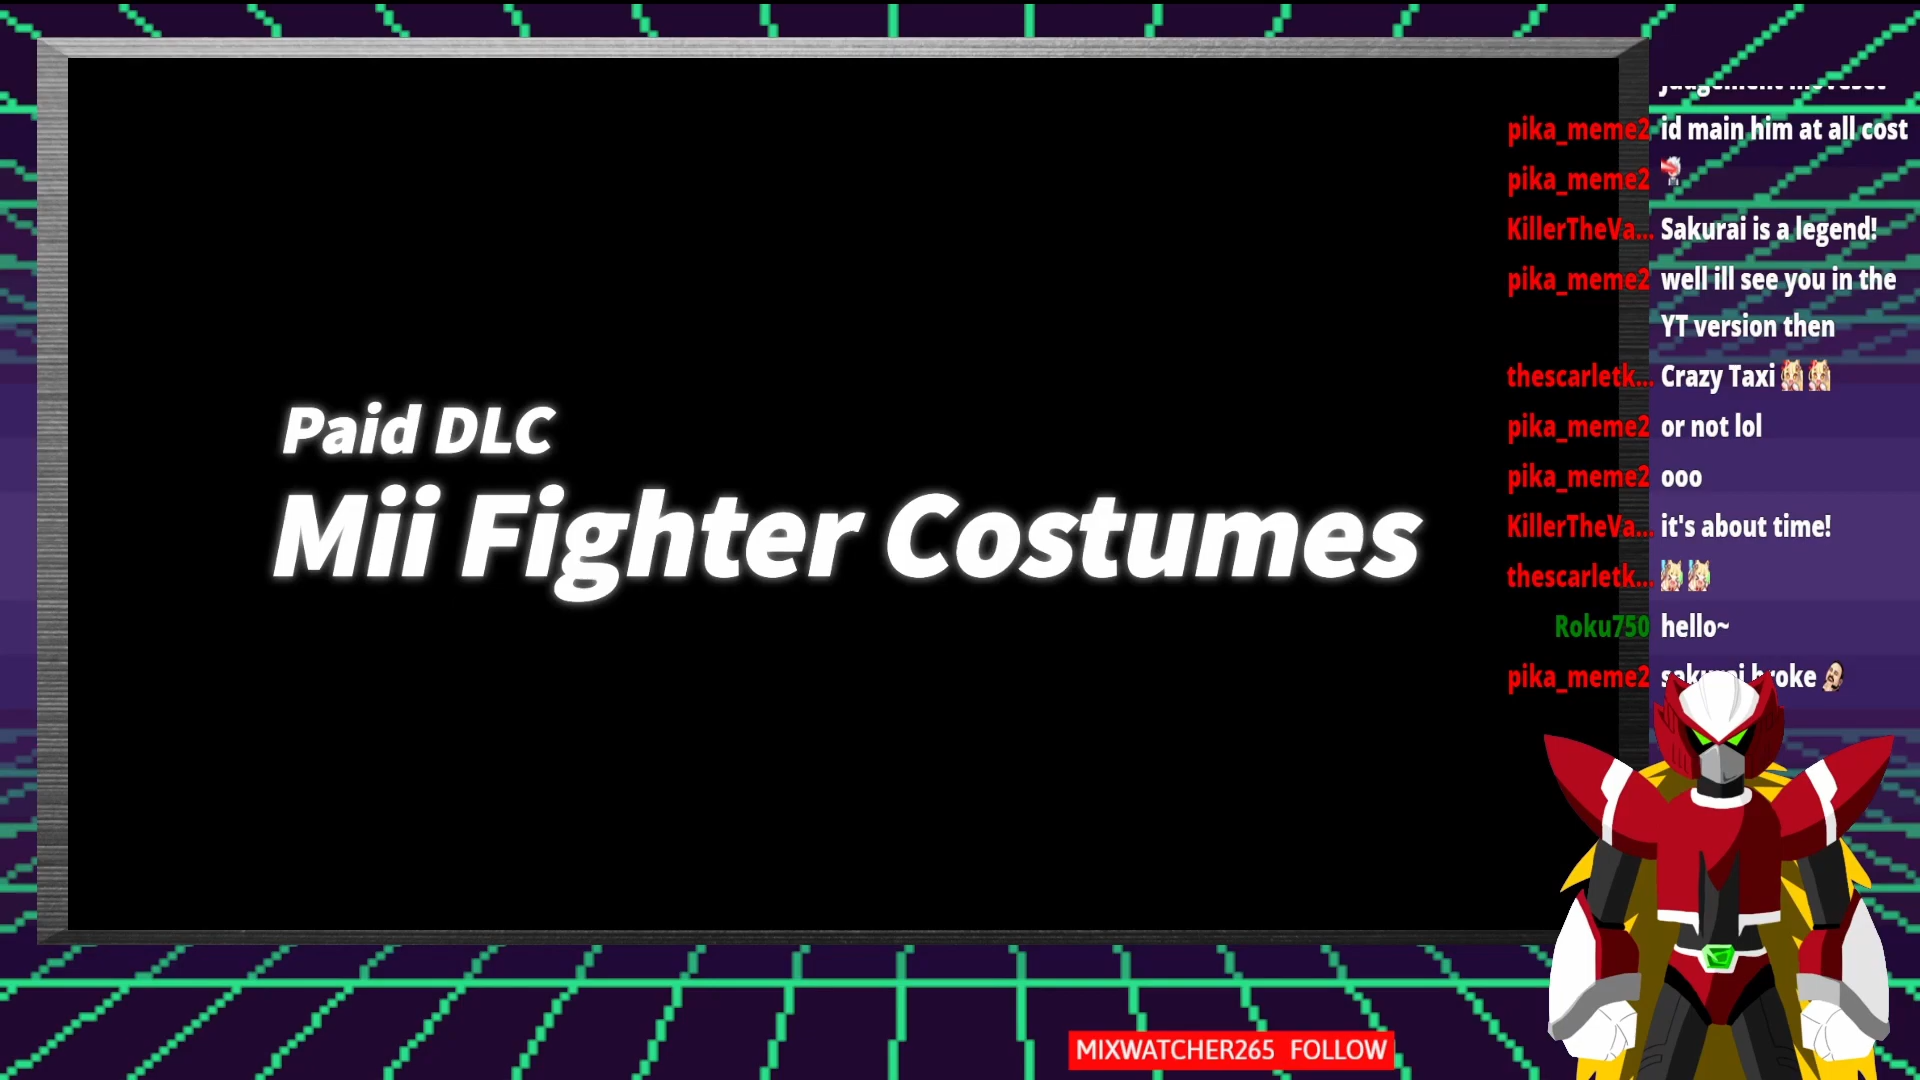 pika_meme2 id main him at all cost
pika_meme2
KillerTheVa... Sakurai is a legend!
pika_meme2 well ill see you in the
YT version then
thescarletk... Crazy Taxi
pika_meme2 or not lol
pika_meme2 ooo
KillerTheVa... it's about time!
thescarletk...
Roku750 hello~
pika_meme2 sakurai broke
Paid DLC
Mii Fighter Costumes
MIXWATCHER265 FOLLOW